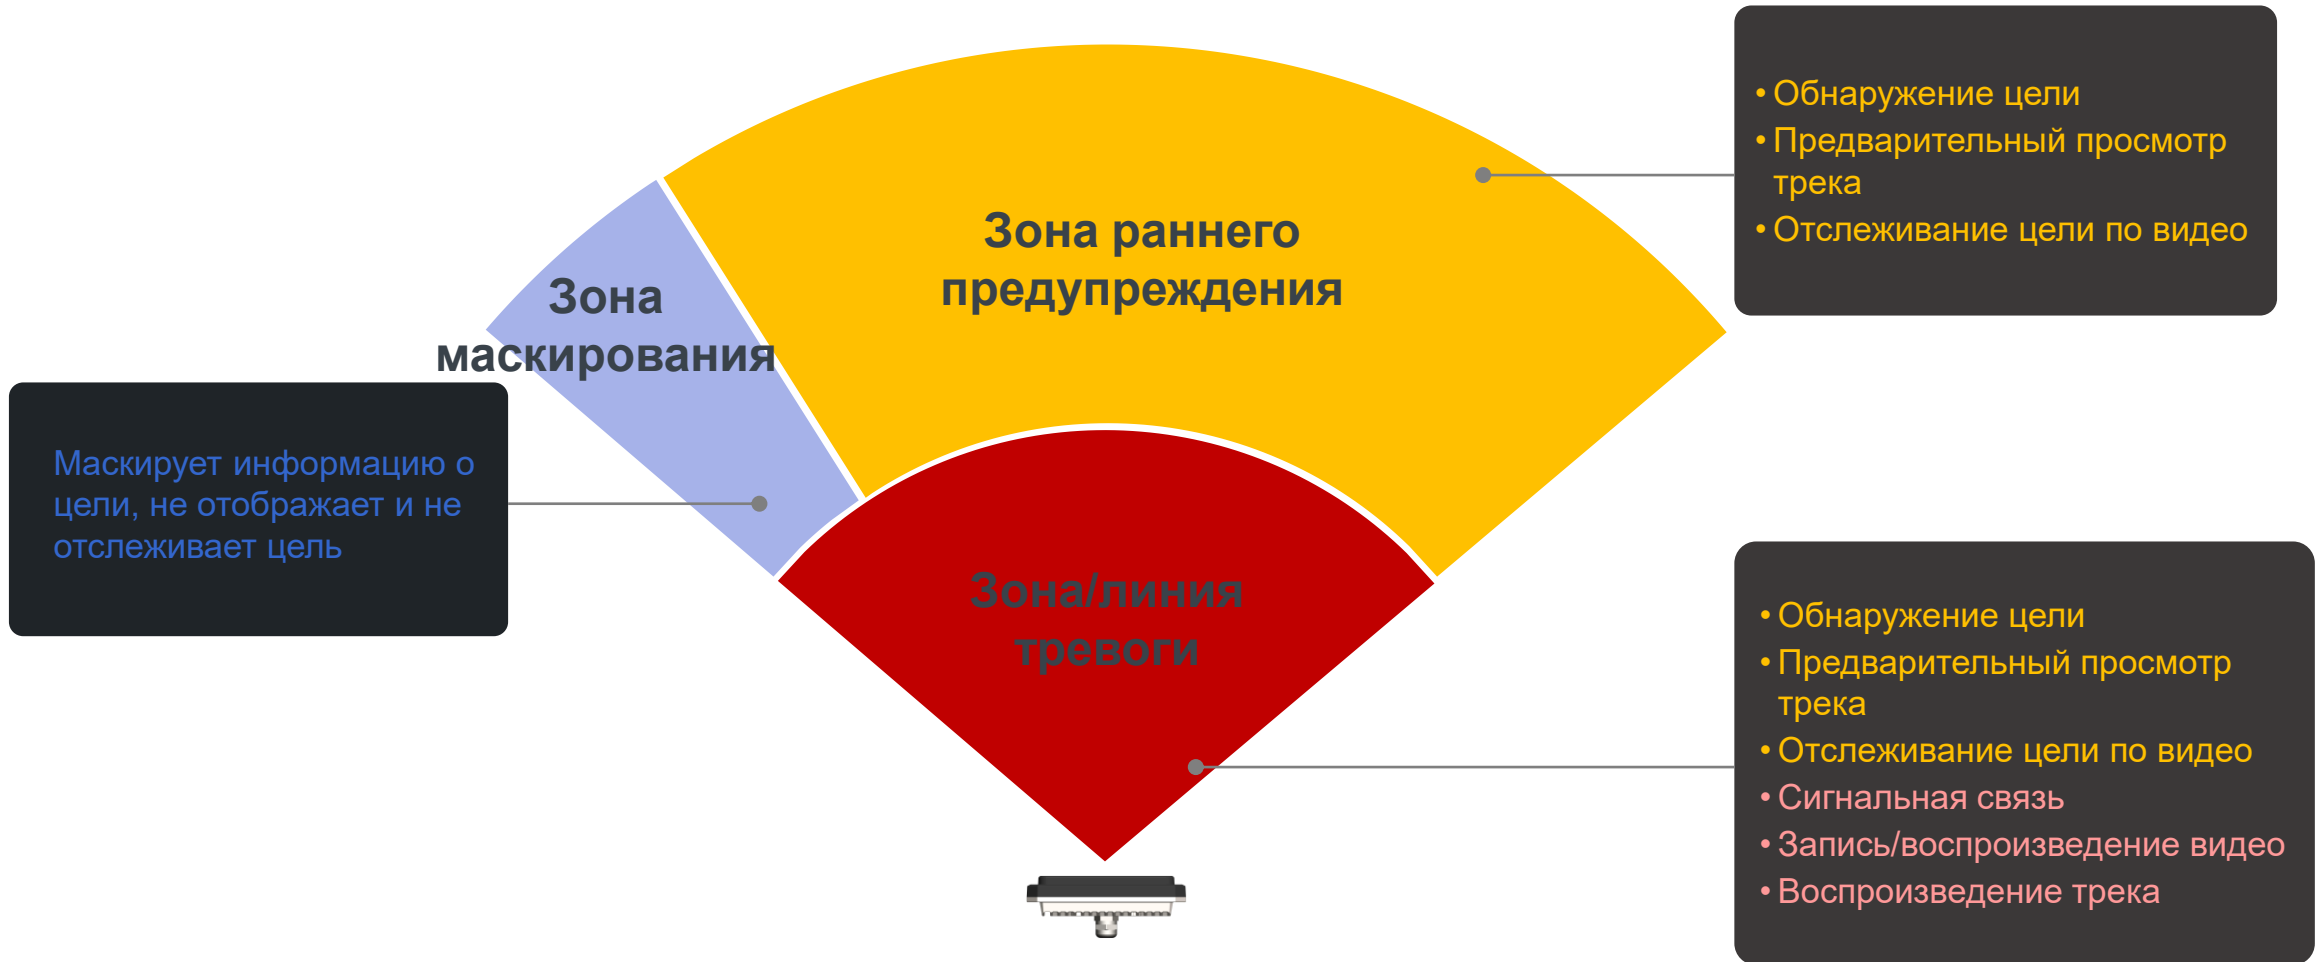 • Обнаружение цели
• Предварительный просмотр
трека
• Отслеживание цели по видео
Зона раннего
предупреждения
Зона
маскирования
Маскирует информацию о
цели, не отображает и не
отслеживает цель
Зона/линия
тревоги
• Обнаружение цели
• Предварительный просмотр
трека
• Отслеживание цели по видео
• Сигнальная связь
• Запись/воспроизведение видео
• Воспроизведение трека